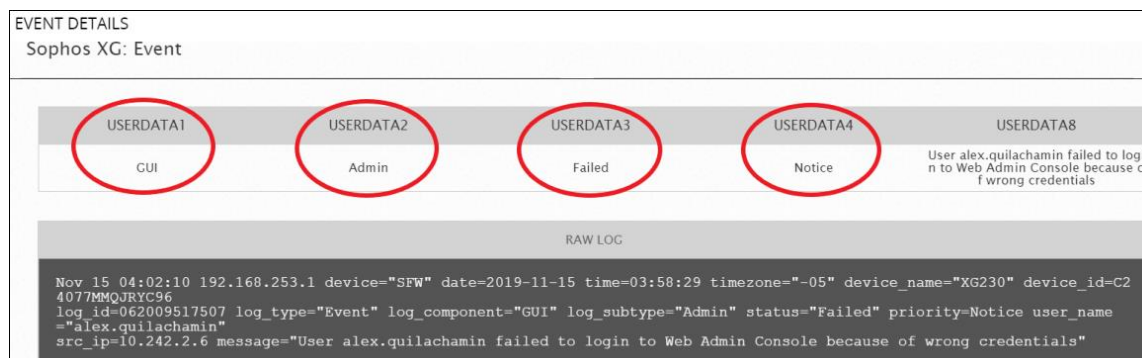 EVENT DETAILS
Sophos XG: Event
USERDATA1 USERDATA2 USERDATA3 USERDATA4 USERDATA8
GUI Admin Failed Notice User alex.quilachamin failed to logi
n to Web Admin Console because o
f wrong credentials
RAW LOG
Nov 15 04:02:10 192.168.253.1 device="SFW" date=2019-11-15 time=03:58:29 timezone="-05" device_name="XG230" device_id=C2
4077MMQJRYC96
log_id=062009517507 log_type="Event" log_component="GUI" log_subtype="Admin" status="Failed" priority=Notice user_name
="alex.quilachamin"
src_ip=10.242.2.6 message="User alex.quilachamin failed to login to Web Admin Console because of wrong credentials"